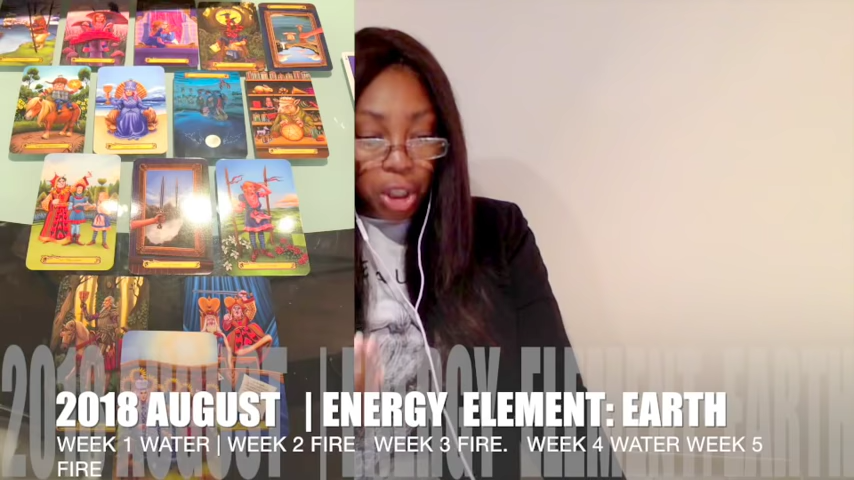 2018 AUGUST | ENERGY ELEMENT: EARTH
WEEK 1 WATER | WEEK 2 FIRE WEEK 3 FIRE. WEEK 4 WATER WEEK 5
FIRE